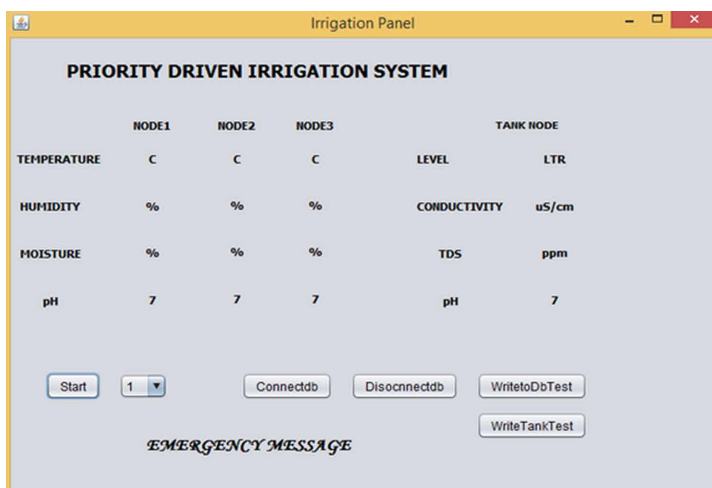 Irrigation Panel
PRIORITY DRIVEN IRRIGATION SYSTEM
NODE1 NODE2 NODE3 TANK NODE
TEMPERATURE C C C LEVEL LTR
HUMIDITY % % % CONDUCTIVITY uS/cm
MOISTURE % % % TDS ppm
pH 7 7 7 pH 7
Start 1 Connectdb Disocnnectdb WritetoDbTest
WriteTankTest
EMERGENCY MESSAGE